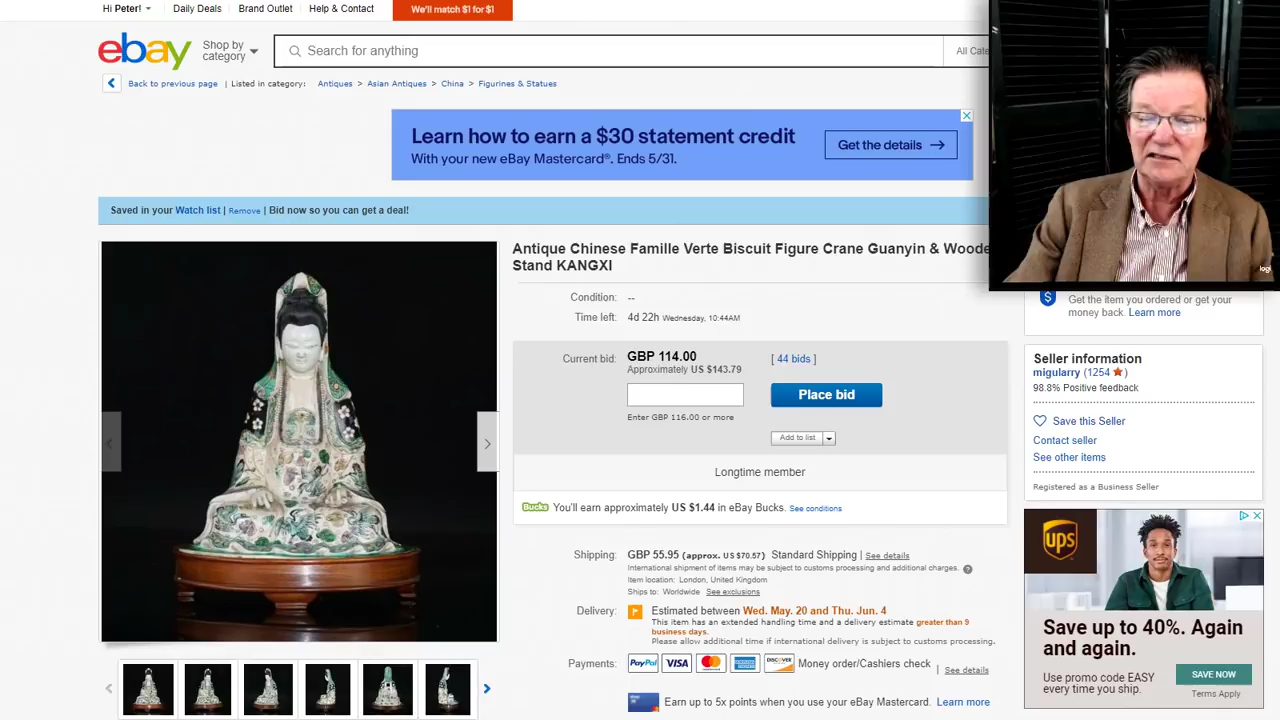 Hi Peter! Daily Deals Brand Outlet Help & Contact We'll match $1 for $1
ebay Shop by category Search for anything All Cate
Back to previous page | Listed in category: Antiques > Asian Antiques > China > Figurines & Statues
Learn how to earn a $30 statement credit
With your new eBay Mastercard®. Ends 5/31.
Get the details
Saved in your Watch list | Remove | Bid now so you can get a deal!
Antique Chinese Famille Verte Biscuit Figure Crane Guanyin & Woode
Stand KANGXI
Condition: --
Time left: 4d 22h Wednesday, 10:44AM
Current bid: GBP 114.00 [ 44 bids ]
Approximately US $143.79
Place bid
Enter GBP 116.00 or more
Add to list
Longtime member
Bucks You'll earn approximately US $1.44 in eBay Bucks. See conditions
Shipping: GBP 55.95 (approx. US $70.57) Standard Shipping | See details
International shipment of items may be subject to customs processing and additional charges.
Item location: London, United Kingdom
Ships to: Worldwide See exclusions
Delivery: Estimated between Wed. May. 20 and Thu. Jun. 4
This item has an extended handling time and a delivery estimate greater than 9
business days.
Please allow additional time if international delivery is subject to customs processing.
Payments: PayPal VISA DISCOVER Money order/Cashiers check | See details
Earn up to 5x points when you use your eBay Mastercard. Learn more
logi
Get the item you ordered or get your
money back. Learn more
Seller information
migularry (1254 )
98.8% Positive feedback
Save this Seller
Contact seller
See other items
Registered as a Business Seller
ups
Save up to 40%. Again
and again.
Use promo code EASY
every time you ship.
SAVE NOW
Terms Apply